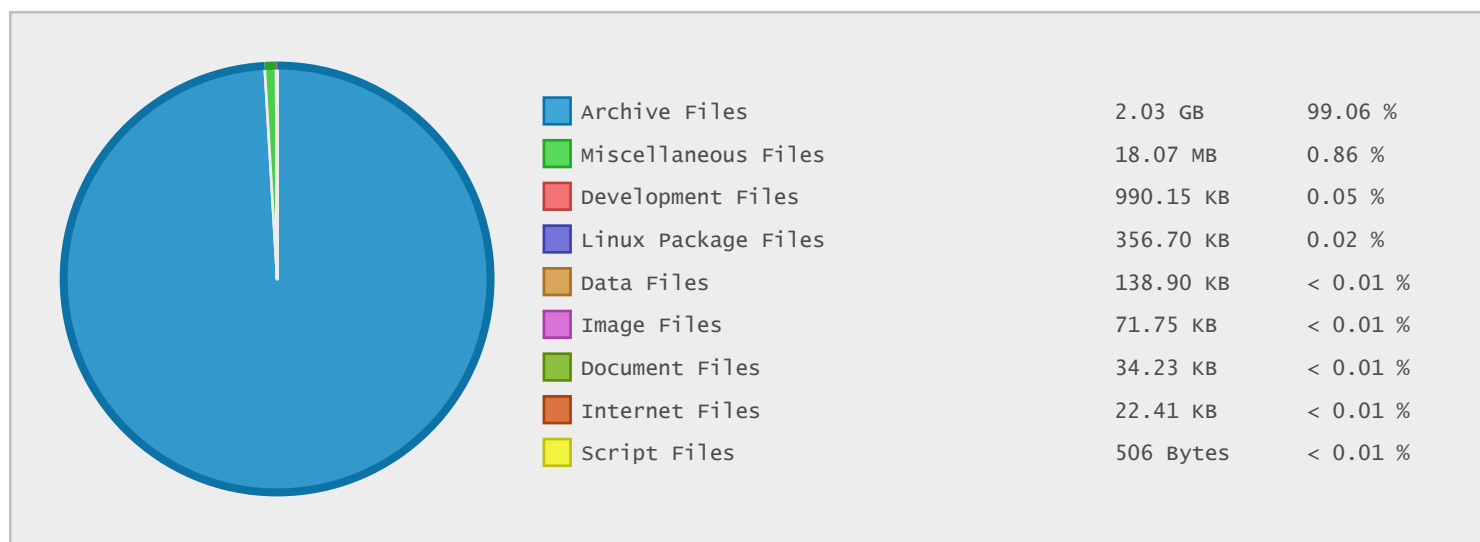 Archive Files 2.03 GB 99.06 %
Miscellaneous Files 18.07 MB 0.86 %
Development Files 990.15 KB 0.05 %
Linux Package Files 356.70 KB 0.02 %
Data Files 138.90 KB < 0.01 %
Image Files 71.75 KB < 0.01 %
Document Files 34.23 KB < 0.01 %
Internet Files 22.41 KB < 0.01 %
Script Files 506 Bytes < 0.01 %